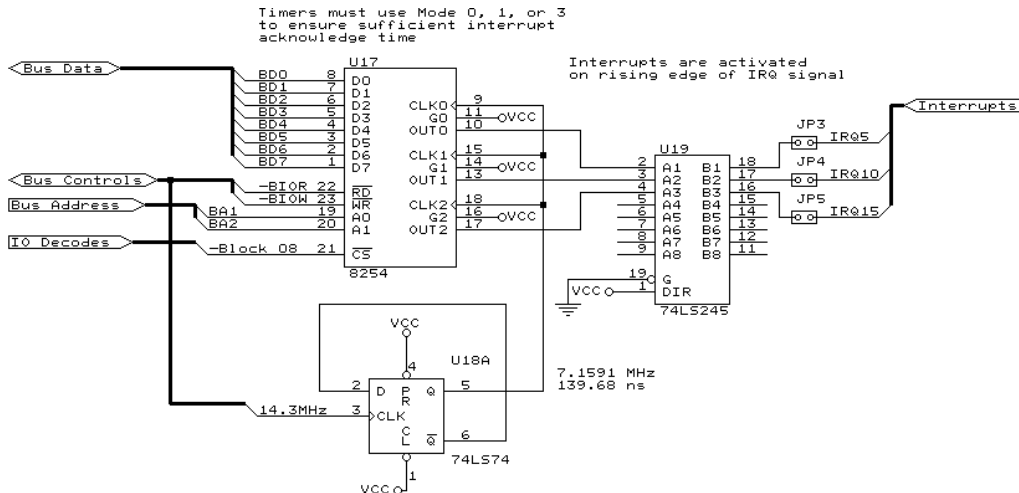 Timers must use Mode 0, 1, or 3
to ensure sufficient interrupt
acknowledge time
Interrupts are activated
on rising edge of IRQ signal
Bus Data
Bus Controls
Bus Address
IO Decodes
Interrupts
U17
BD0 8 D0
BD1 7 D1
BD2 6 D2
BD3 5 D3
BD4 4 D4
BD5 3 D5
BD6 2 D6
BD7 1 D7
-BIOR 22 RD
-BIOW 23 WR
BA1 19 A0
BA2 20 A1
-Block 08 21 CS
CLK0 9
G0 11 VCC
OUT0 10
CLK1 15
G1 14 VCC
OUT1 13
CLK2 18
G2 16 VCC
OUT2 17
8254
U19
2 A1 B1 18
3 A2 B2 17
4 A3 B3 16
5 A4 B4 15
6 A5 B5 14
7 A6 B6 13
8 A7 B7 12
9 A8 B8 11
19 G
VCC 1 DIR
74LS245
JP3
IRQ5
JP4
IRQ10
JP5
IRQ15
VCC
4
U18A
2 D PR Q 5
14.3MHz 3 CLK
CL Q 6
74LS74
1
VCC
7.1591 MHz
139.68 ns